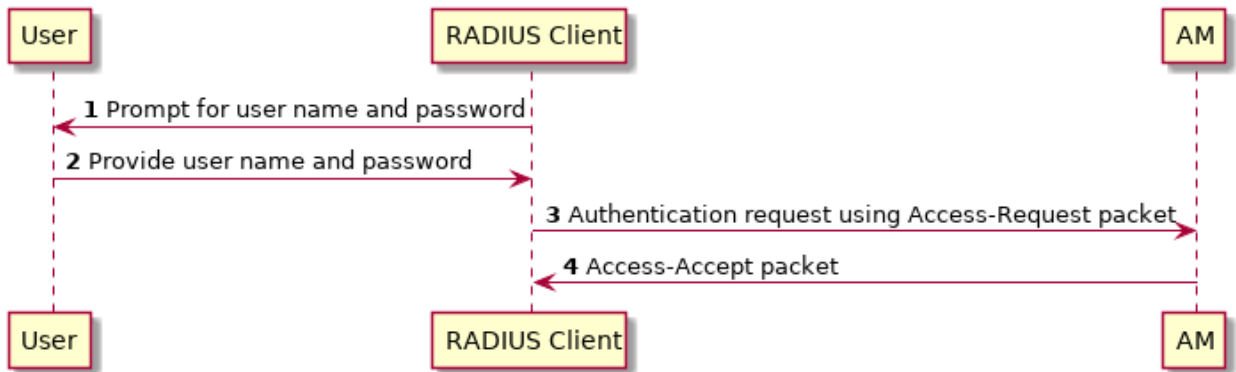 User
RADIUS Client
AM
1 Prompt for user name and password
2 Provide user name and password
3 Authentication request using Access-Request packet
4 Access-Accept packet
User
RADIUS Client
AM